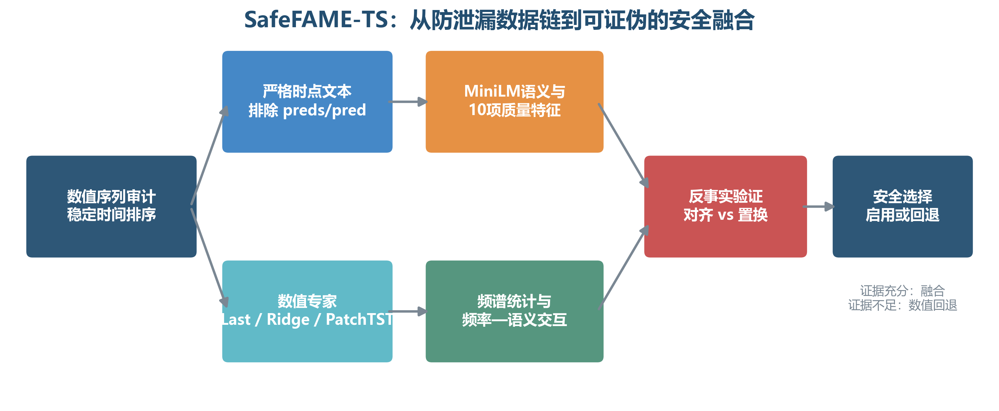 SafeFAME-TS：从防泄漏数据链到可证伪的安全融合
数值序列审计
稳定时间排序
严格时点文本
排除 preds/pred
MiniLM语义与
10项质量特征
数值专家
Last / Ridge / PatchTST
频谱统计与
频率—语义交互
反事实验证
对齐 vs 置换
安全选择
启用或回退
证据充分：融合
证据不足：数值回退